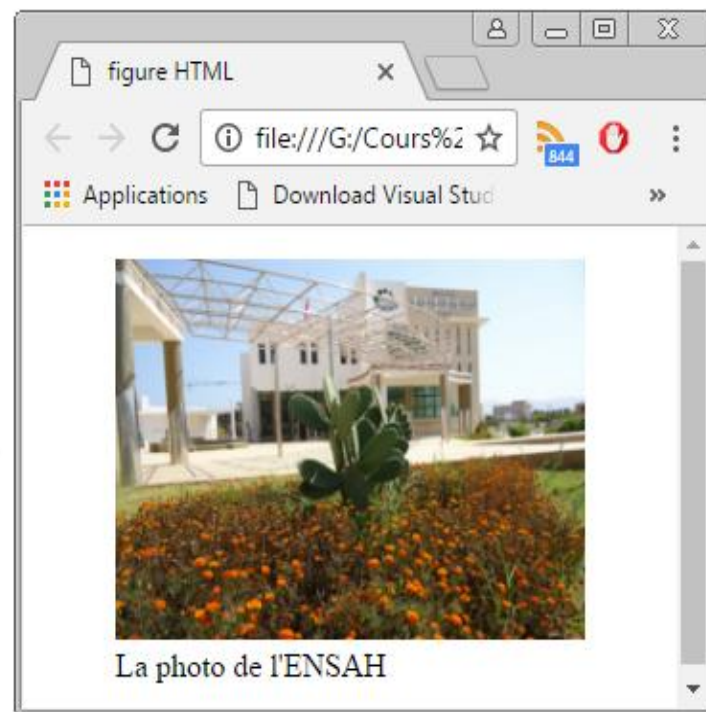 figure HTML
file:///G:/Cours%2
844
Applications Download Visual Stud
»
La photo de l'ENSAH